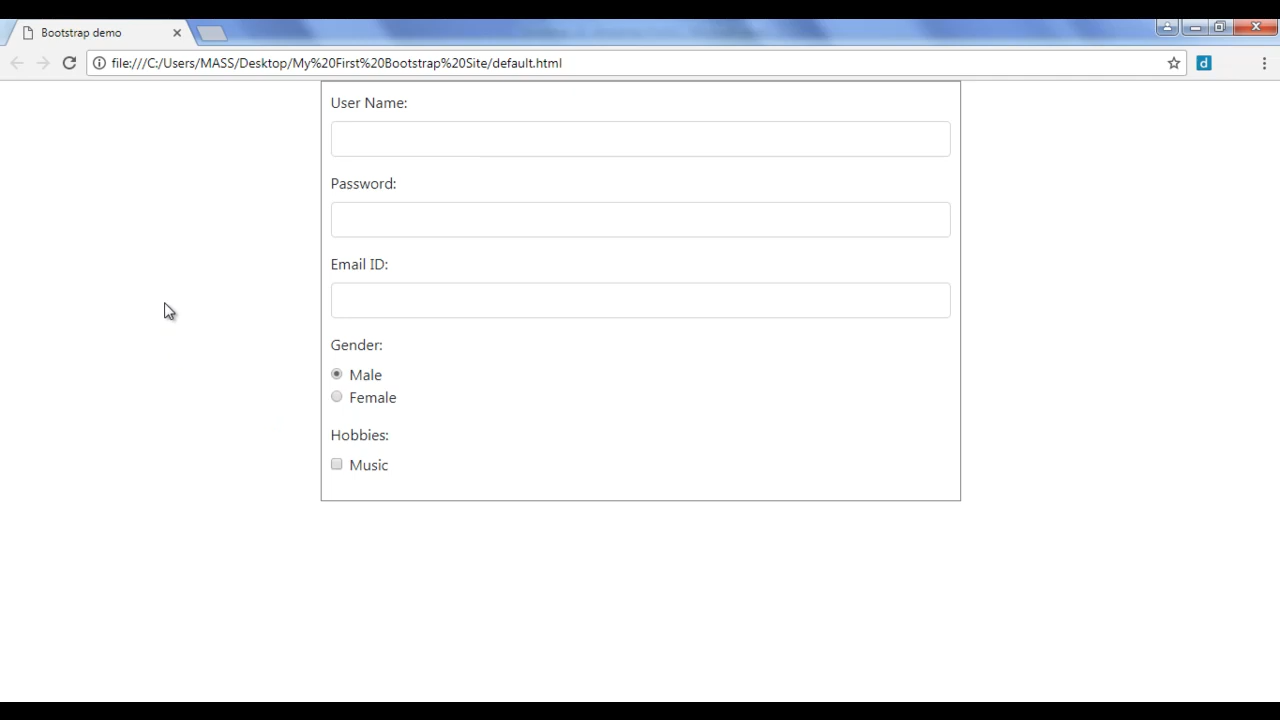 Bootstrap demo
file:///C:/Users/MASS/Desktop/My%20First%20Bootstrap%20Site/default.html
d
User Name:
Password:
Email ID:
Gender:
Male
Female
Hobbies:
Music